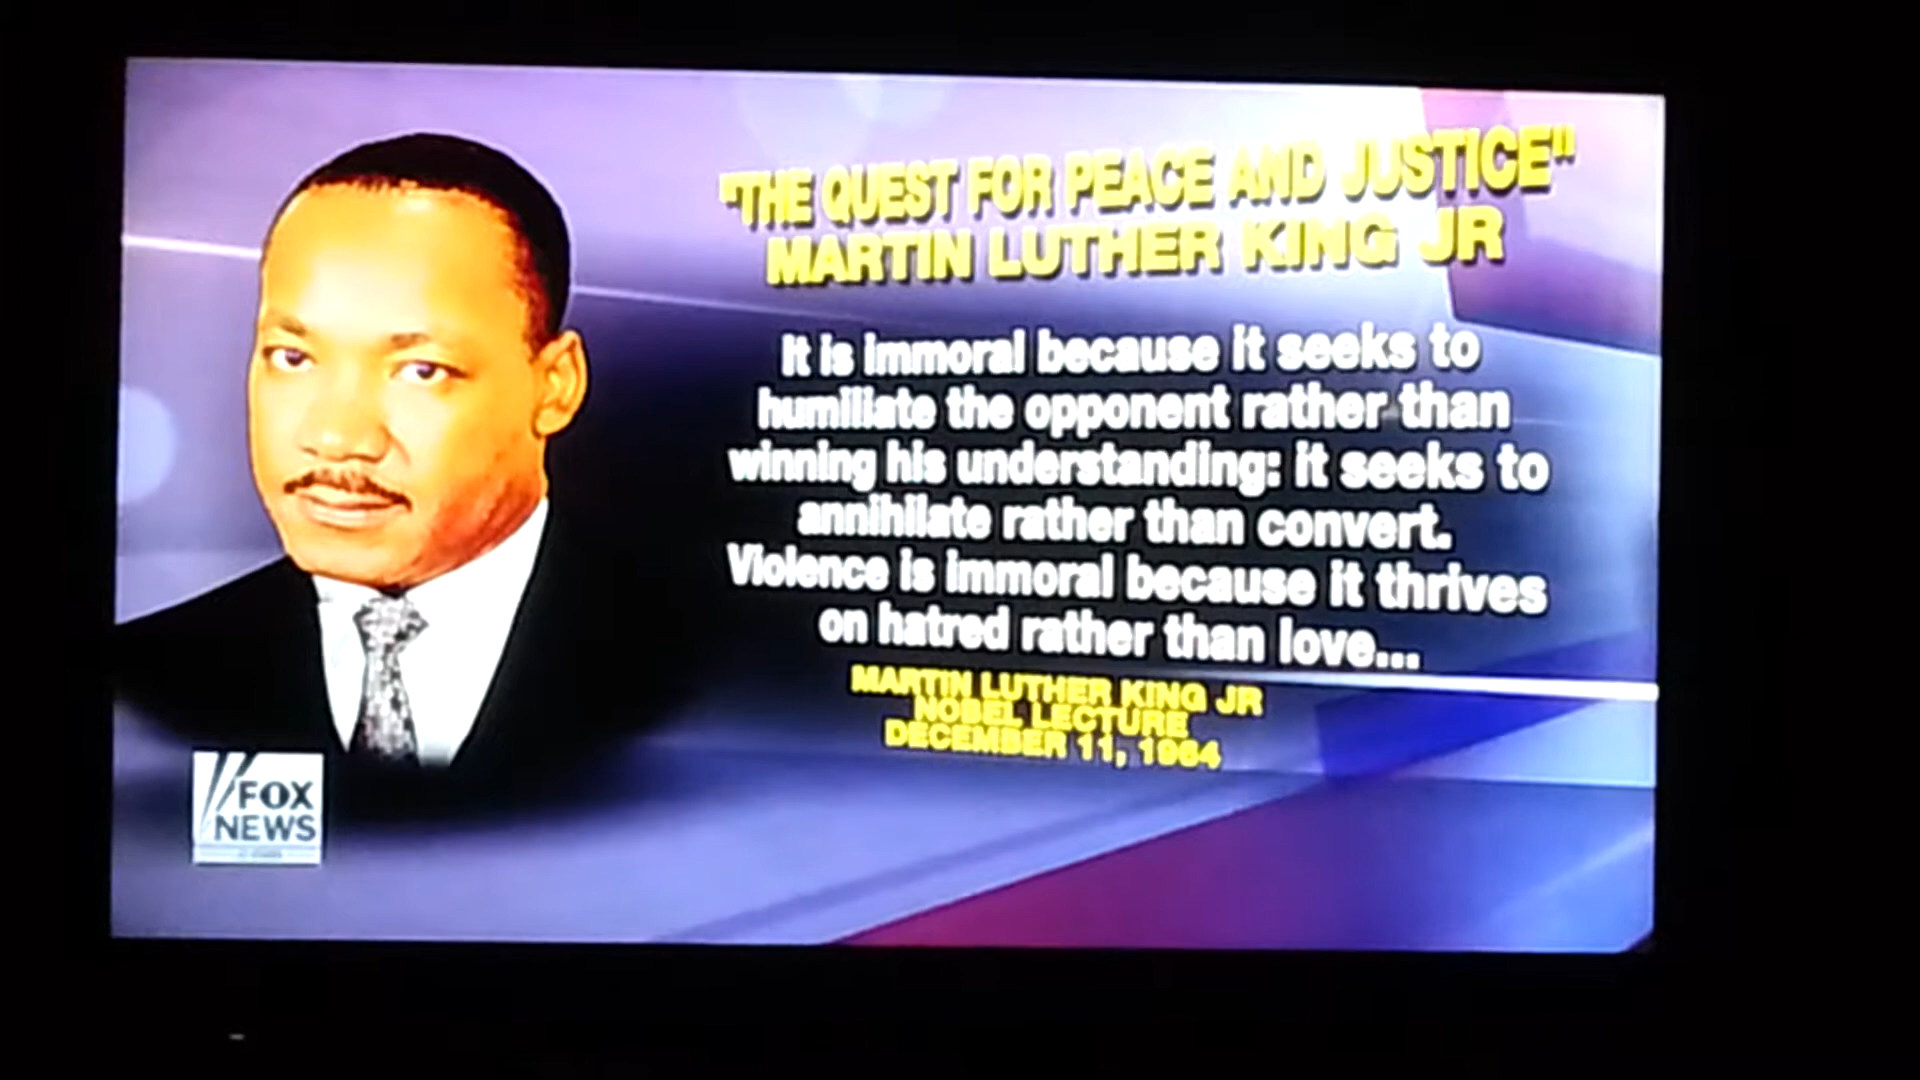 "THE QUEST FOR PEACE AND JUSTICE"
MARTIN LUTHER KING JR
It is immoral because it seeks to
humiliate the opponent rather than
winning his understanding: it seeks to
annihilate rather than convert.
Violence is immoral because it thrives
on hatred rather than love...
MARTIN LUTHER KING JR
NOBEL LECTURE
DECEMBER 11, 1964
FOX
NEWS